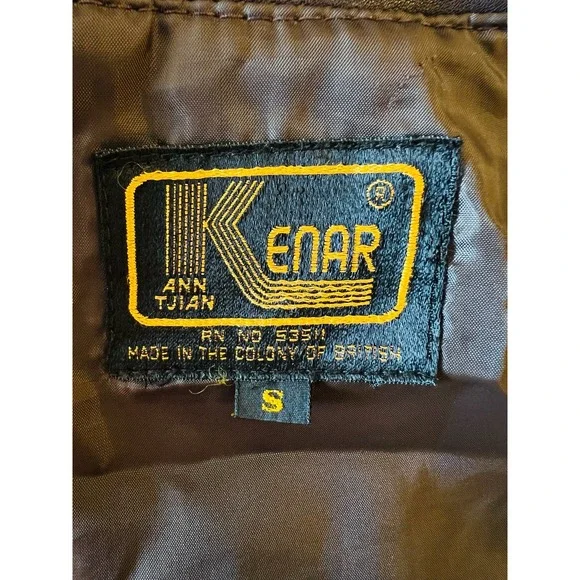 KENAR ®
ANN
TJIAN
RN NO 53511
MADE IN THE COLONY OF BRITISH
S